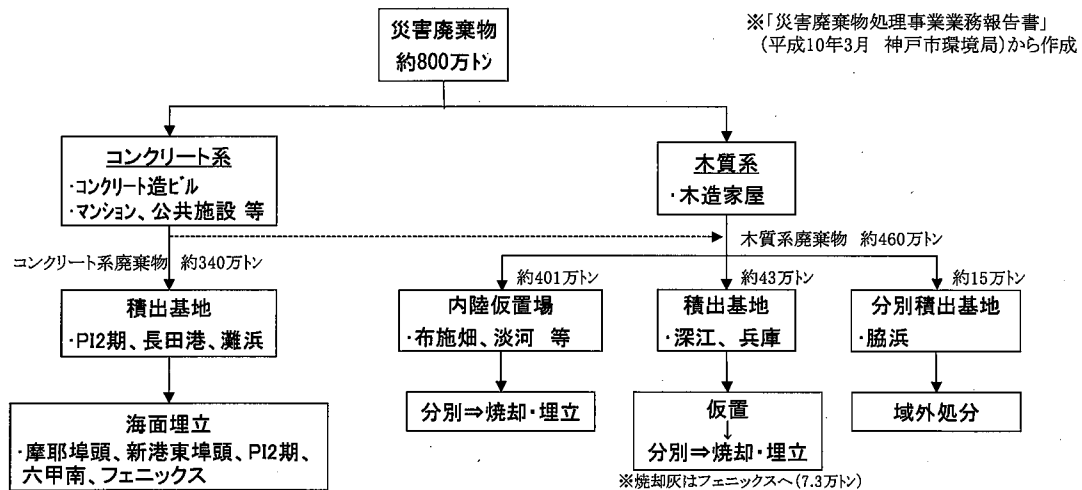 災害廃棄物
約800万トン
※「災害廃棄物処理事業業務報告書」
(平成10年3月 神戸市環境局)から作成
コンクリート系
・コンクリート造ビル
・マンション、公共施設 等
木質系
・木造家屋
コンクリート系廃棄物 約340万トン
木質系廃棄物 約460万トン
約401万トン
約43万トン
約15万トン
積出基地
・PI2期、長田港、灘浜
内陸仮置場
・布施畑、淡河 等
積出基地
・深江、兵庫
分別積出基地
・脇浜
海面埋立
・摩耶埠頭、新港東埠頭、PI2期、
六甲南、フェニックス
分別⇒焼却・埋立
仮置
↓
分別⇒焼却・埋立
域外処分
※焼却灰はフェニックスへ(7.3万トン)